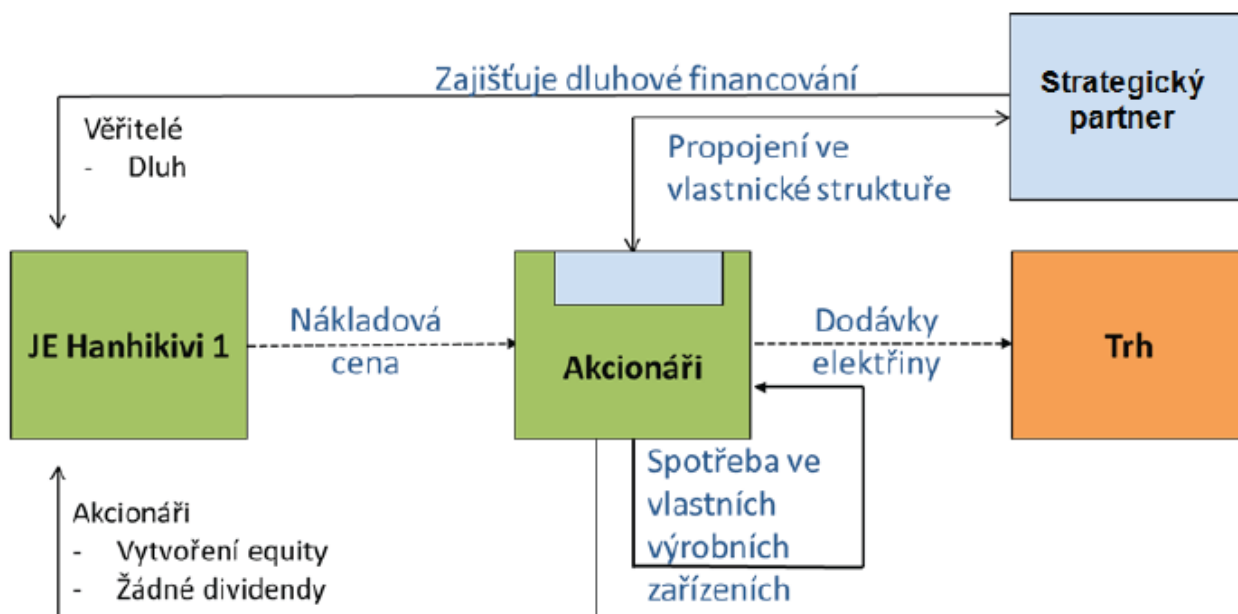 Zajišťuje dluhové financování
Strategický
partner
Věřitelé
- Dluh
Propojení ve
vlastnické struktuře
JE Hanhikivi 1
Nákladová
cena
Akcionáři
Dodávky
elektřiny
Trh
Spotřeba ve
vlastních
výrobních
zařízeních
Akcionáři
- Vytvoření equity
- Žádné dividendy